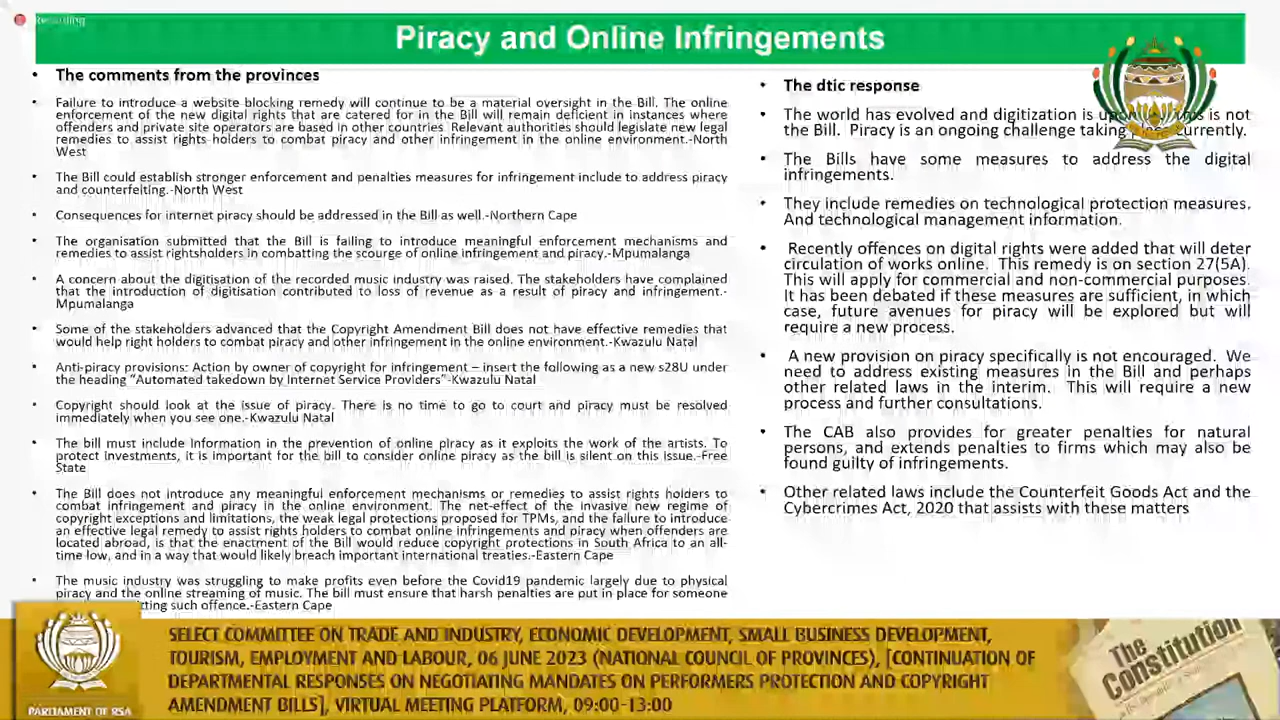 Recording
Piracy and Online Infringements
• The comments from the provinces
• Failure to introduce a website blocking remedy will continue to be a material oversight in the Bill. The online
enforcement of the new digital rights that are catered for in the Bill will remain deficient in instances where
offenders and private site operators are based in other countries. Relevant authorities should legislate new legal
remedies to assist rights holders to combat piracy and other infringement in the online environment.-North
West
• The Bill could establish stronger enforcement and penalties measures for infringement include to address piracy
and counterfeiting.-North West
• Consequences for internet piracy should be addressed in the Bill as well.-Northern Cape
• The organisation submitted that the Bill is failing to introduce meaningful enforcement mechanisms and
remedies to assist rightsholders in combatting the scourge of online infringement and piracy.-Mpumalanga
• A concern about the digitisation of the recorded music industry was raised. The stakeholders have complained
that the introduction of digitisation contributed to loss of revenue as a result of piracy and infringement.-
Mpumalanga
• Some of the stakeholders advanced that the Copyright Amendment Bill does not have effective remedies that
would help right holders to combat piracy and other infringement in the online environment.-Kwazulu Natal
• Anti-piracy provisions: Action by owner of copyright for infringement – insert the following as a new s28U under
the heading “Automated takedown by Internet Service Providers”-Kwazulu Natal
• Copyright should look at the issue of piracy. There is no time to go to court and piracy must be resolved
immediately when you see one.-Kwazulu Natal
• The bill must include Information in the prevention of online piracy as it exploits the work of the artists. To
protect investments, it is important for the bill to consider online piracy as the bill is silent on this issue.-Free
State
• The Bill does not introduce any meaningful enforcement mechanisms or remedies to assist rights holders to
combat infringement and piracy in the online environment. The net-effect of the invasive new regime of
copyright exceptions and limitations, the weak legal protections proposed for TPMs, and the failure to introduce
an effective legal remedy to assist rights holders to combat online infringements and piracy when offenders are
located abroad, is that the enactment of the Bill would reduce copyright protections in South Africa to an all-
time low, and in a way that would likely breach important international treaties.-Eastern Cape
• The music industry was struggling to make profits even before the Covid19 pandemic largely due to physical
piracy and the online streaming of music. The bill must ensure that harsh penalties are put in place for someone
such offence.-Eastern Cape
• The dtic response
• The world has evolved and digitization is is not
the Bill. Piracy is an ongoing challenge taking currently.
• The Bills have some measures to address the digital
infringements.
• They include remedies on technological protection measures.
And technological management information.
• Recently offences on digital rights were added that will deter
circulation of works online. This remedy is on section 27(5A).
This will apply for commercial and non-commercial purposes.
It has been debated if these measures are sufficient, in which
case, future avenues for piracy will be explored but will
require a new process.
• A new provision on piracy specifically is not encouraged. We
need to address existing measures in the Bill and perhaps
other related laws in the interim. This will require a new
process and further consultations.
• The CAB also provides for greater penalties for natural
persons, and extends penalties to firms which may also be
found guilty of infringements.
• Other related laws include the Counterfeit Goods Act and the
Cybercrimes Act, 2020 that assists with these matters
PARLIAMENT OF RSA
SELECT COMMITTEE ON TRADE AND INDUSTRY, ECONOMIC DEVELOPMENT, SMALL BUSINESS DEVELOPMENT,
TOURISM, EMPLOYMENT AND LABOUR, 06 JUNE 2023 (NATIONAL COUNCIL OF PROVINCES), [CONTINUATION OF
DEPARTMENTAL RESPONSES ON NEGOTIATING MANDATES ON PERFORMERS PROTECTION AND COPYRIGHT
AMENDMENT BILLS], VIRTUAL MEETING PLATFORM, 09:00-13:00
The
Constitution